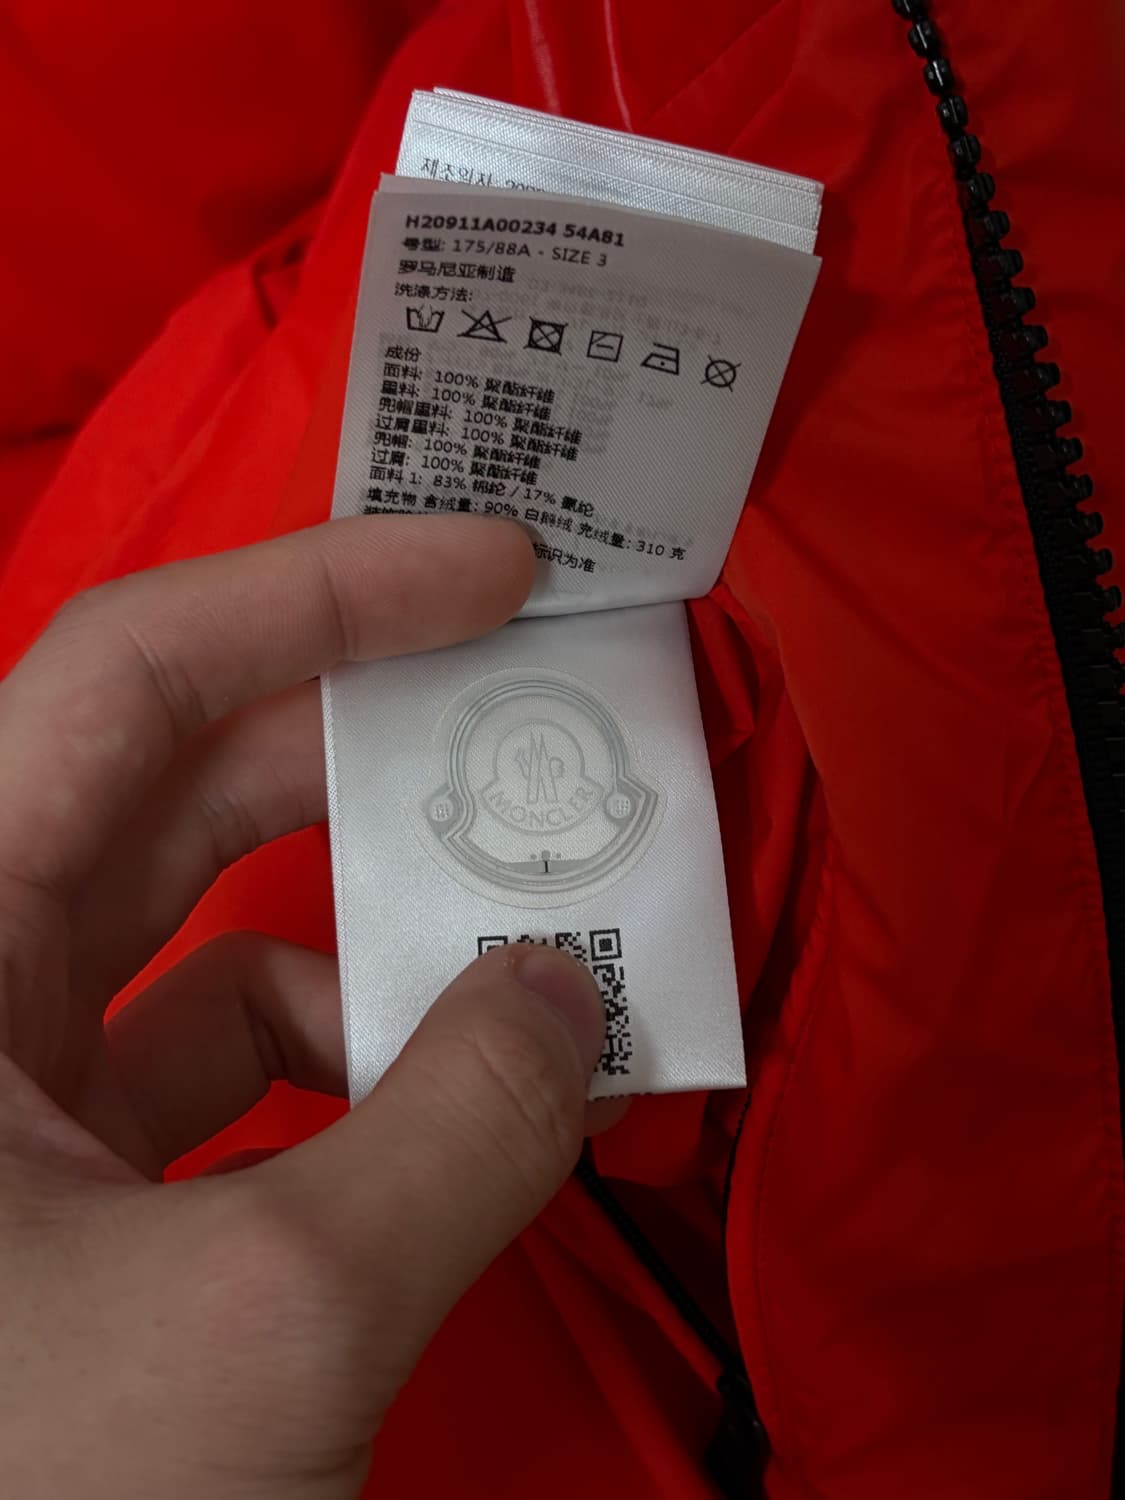 제조의자
H20911A00234 54A81
号型: 175/88A - SIZE 3
罗马尼亚制造
洗涤方法:
成份
面料: 100% 聚酯纤维
里料: 100% 聚酯纤维
兜帽里料: 100% 聚酯纤维
过肩里料: 100% 聚酯纤维
兜帽: 100% 聚酯纤维
过肩: 100% 聚酯纤维
面料 1: 83% 锦纶 / 17% 氨纶
填充物 含绒量: 90% 白鹅绒 充绒量: 310 克
标识为准
MONCLER
1